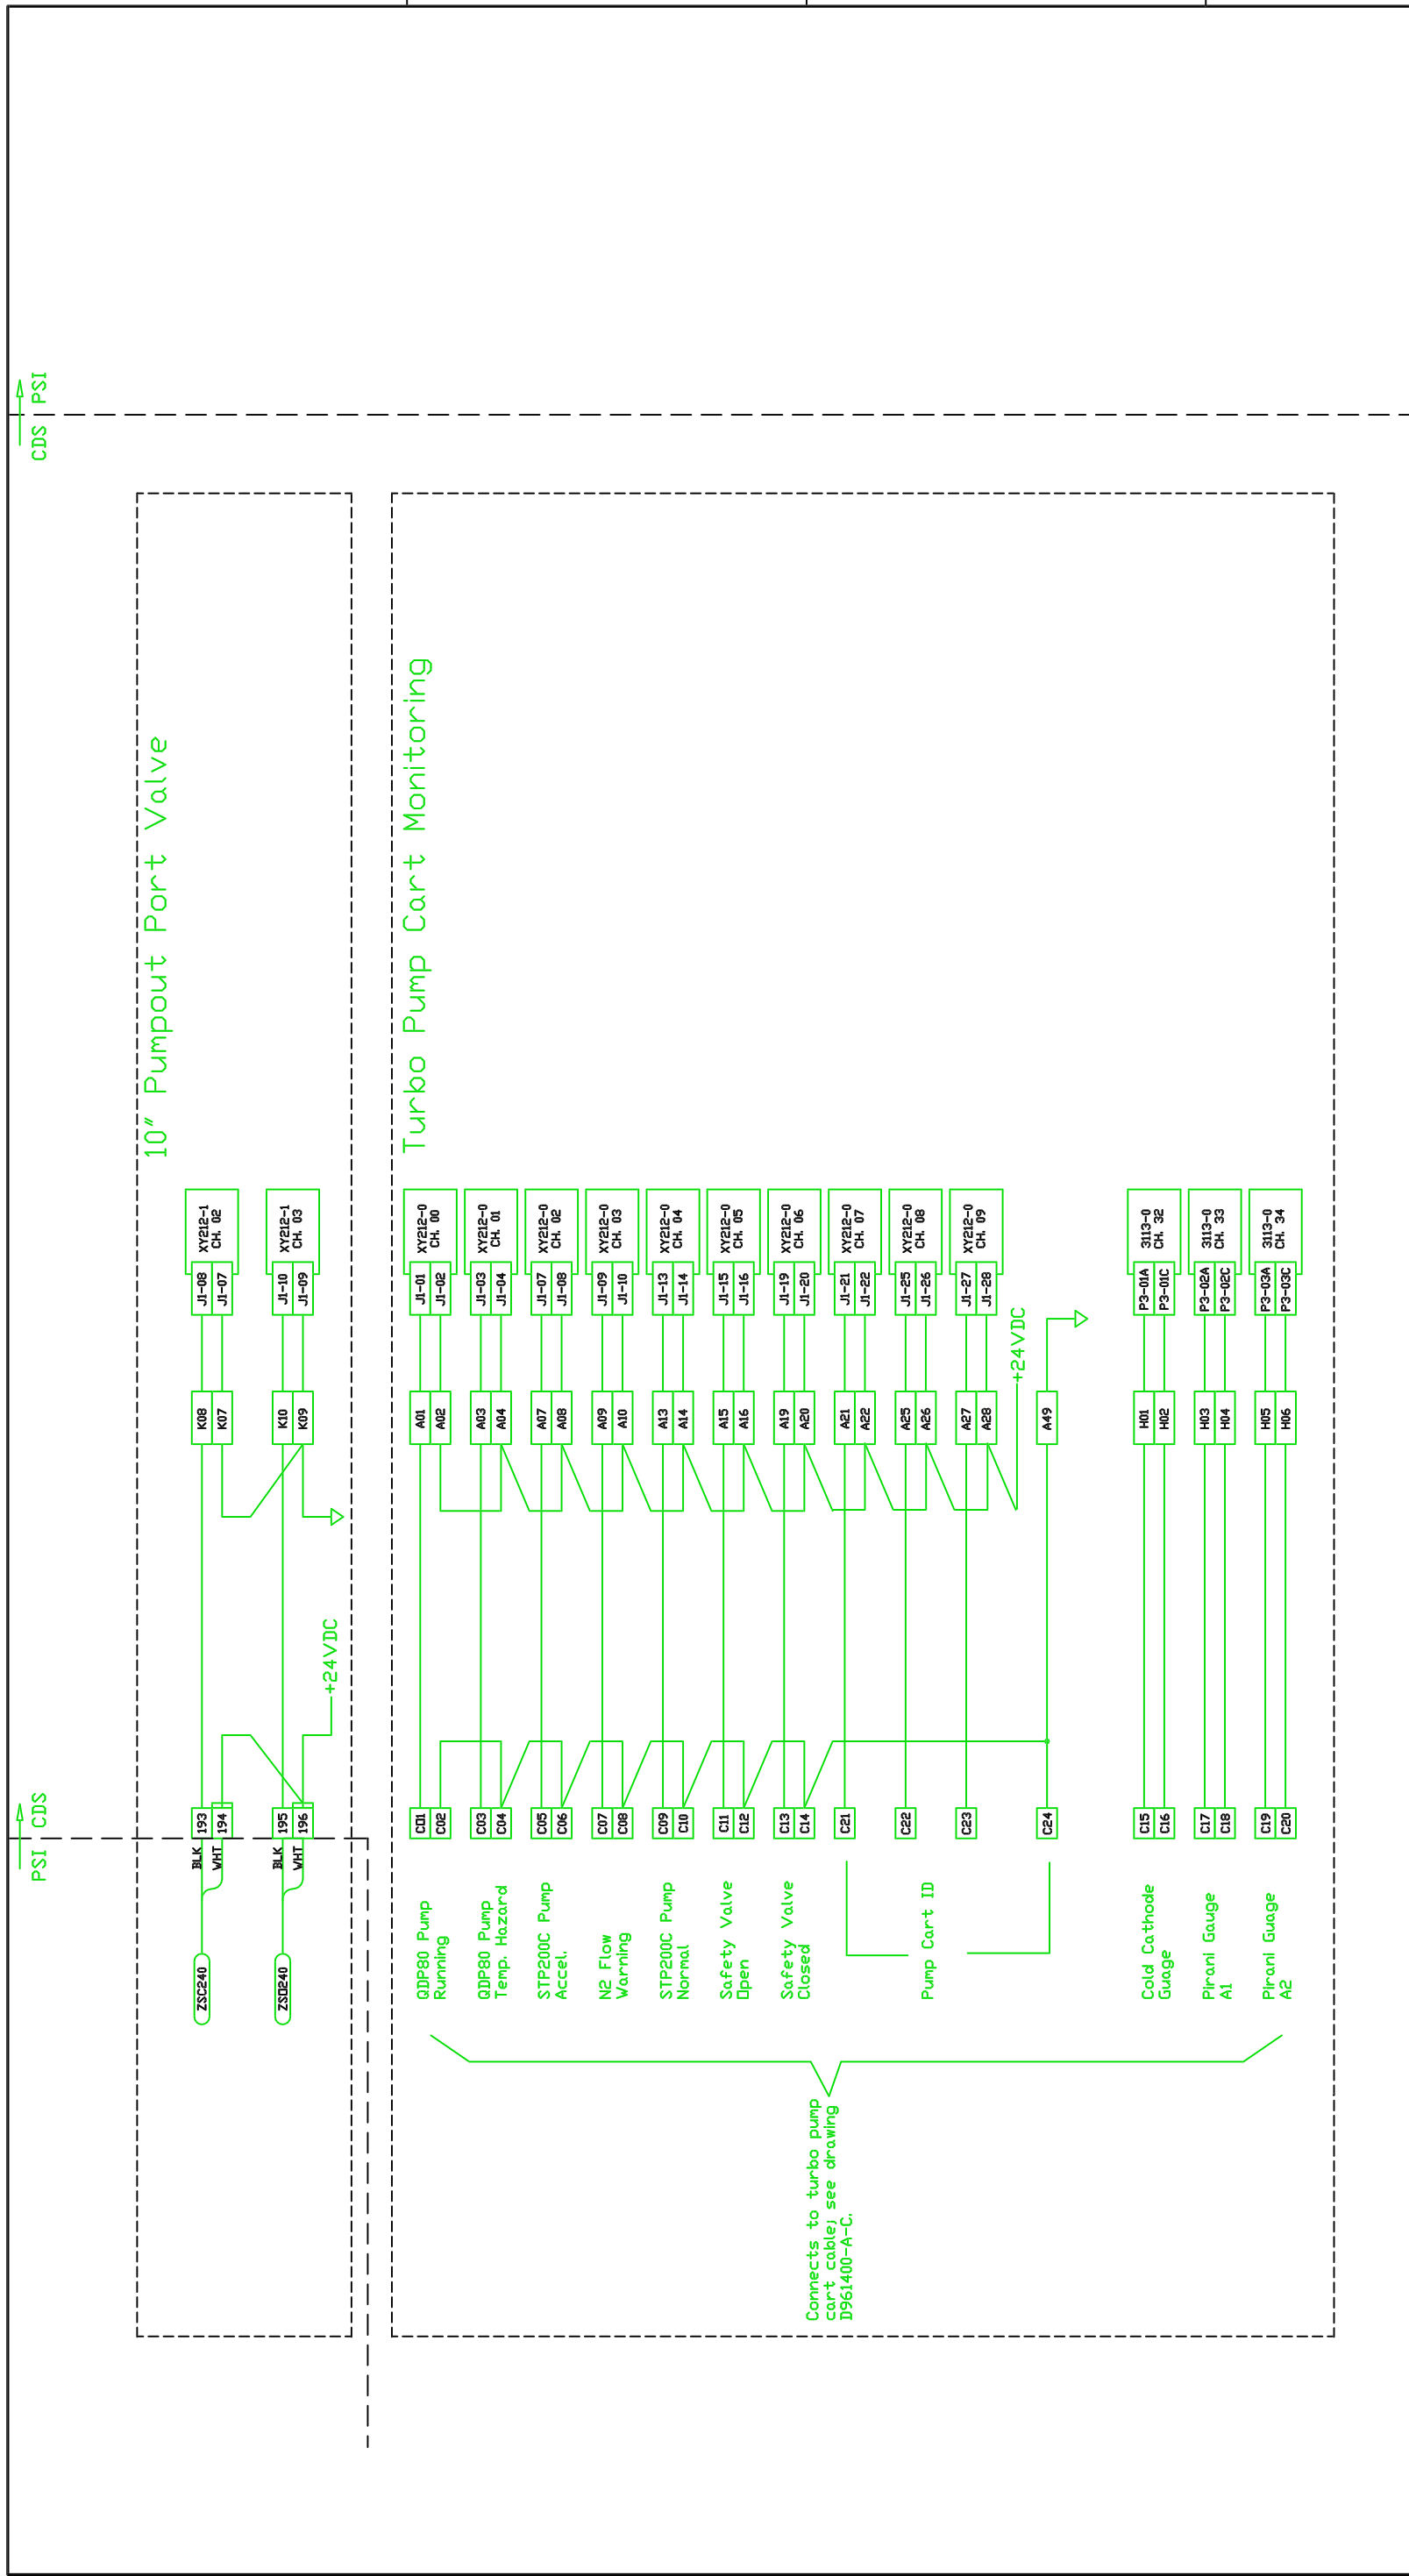 PSI CDS
CDS PSI
10" Pumpout Port Valve
ZSC240
BLK
193
K08
J1-08
XY212-1
CH. 02
WHT
194
K07
J1-07
ZSO240
BLK
195
K10
J1-10
XY212-1
CH. 03
WHT
196
K09
J1-09
+24VDC
Turbo Pump Cart Monitoring
QDP80 Pump
Running
C01
C02
A01
A02
J1-01
J1-02
XY212-0
CH. 00
QDP80 Pump
Temp. Hazard
C03
C04
A03
A04
J1-03
J1-04
XY212-0
CH. 01
STP200C Pump
Accel.
C05
C06
A07
A08
J1-07
J1-08
XY212-0
CH. 02
N2 Flow
Warning
C07
C08
A09
A10
J1-09
J1-10
XY212-0
CH. 03
STP200C Pump
Normal
C09
C10
A13
A14
J1-13
J1-14
XY212-0
CH. 04
Safety Valve
Open
C11
C12
A15
A16
J1-15
J1-16
XY212-0
CH. 05
Safety Valve
Closed
C13
C14
A19
A20
J1-19
J1-20
XY212-0
CH. 06
C21
A21
A22
J1-21
J1-22
XY212-0
CH. 07
Pump Cart ID
C22
A25
A26
J1-25
J1-26
XY212-0
CH. 08
C23
A27
A28
J1-27
J1-28
XY212-0
CH. 09
+24VDC
C24
A49
Cold Cathode
Guage
C15
C16
H01
H02
P3-01A
P3-01C
3113-0
CH. 32
Pirani Gauge
A1
C17
C18
H03
H04
P3-02A
P3-02C
3113-0
CH. 33
Pirani Guage
A2
C19
C20
H05
H06
P3-03A
P3-03C
3113-0
CH. 34
Connects to turbo pump
cart cable; see drawing
D961400-A-C.